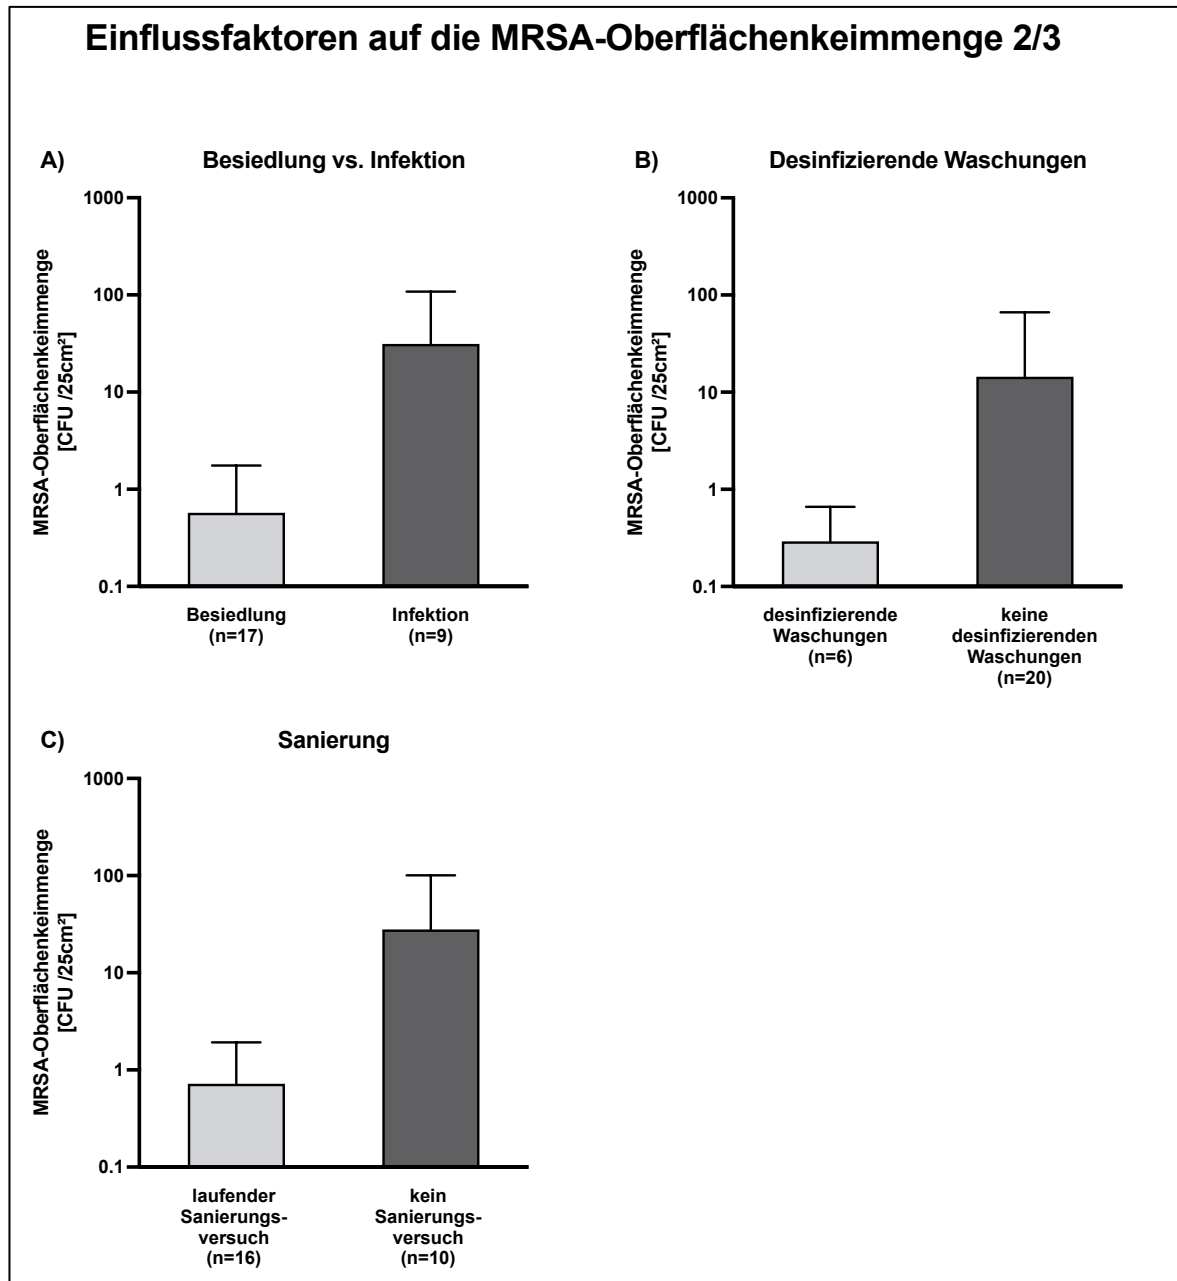 Einflussfaktoren auf die MRSA-Oberflächenkeimmenge 2/3
A)
Besiedlung vs. Infektion
MRSA-Oberflächenkeimmenge
[CFU /25cm²]
1000
100
10
1
0.1
Besiedlung
(n=17)
Infektion
(n=9)
B)
Desinfizierende Waschungen
MRSA-Oberflächenkeimmenge
[CFU /25cm²]
1000
100
10
1
0.1
desinfizierende
Waschungen
(n=6)
keine
desinfizierenden
Waschungen
(n=20)
C)
Sanierung
MRSA-Oberflächenkeimmenge
[CFU /25cm²]
1000
100
10
1
0.1
laufender
Sanierungs-
versuch
(n=16)
kein
Sanierungs-
versuch
(n=10)